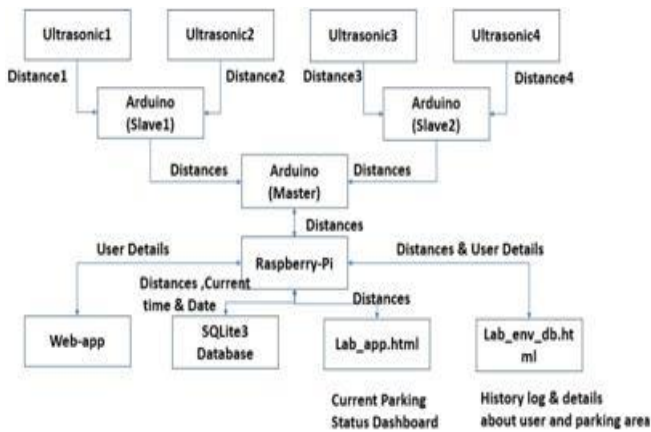 Ultrasonic1
Ultrasonic2
Ultrasonic3
Ultrasonic4
Distance1
Distance2
Distance3
Distance4
Arduino
(Slave1)
Arduino
(Slave2)
Distances
Arduino
(Master)
Distances
Distances
User Details
Raspberry-Pi
Distances & User Details
Distances ,Current
time & Date
Distances
Web-app
SQLite3
Database
Lab_app.html
Lab_env_db.ht
ml
Current Parking
Status Dashboard
History log & details
about user and parking area